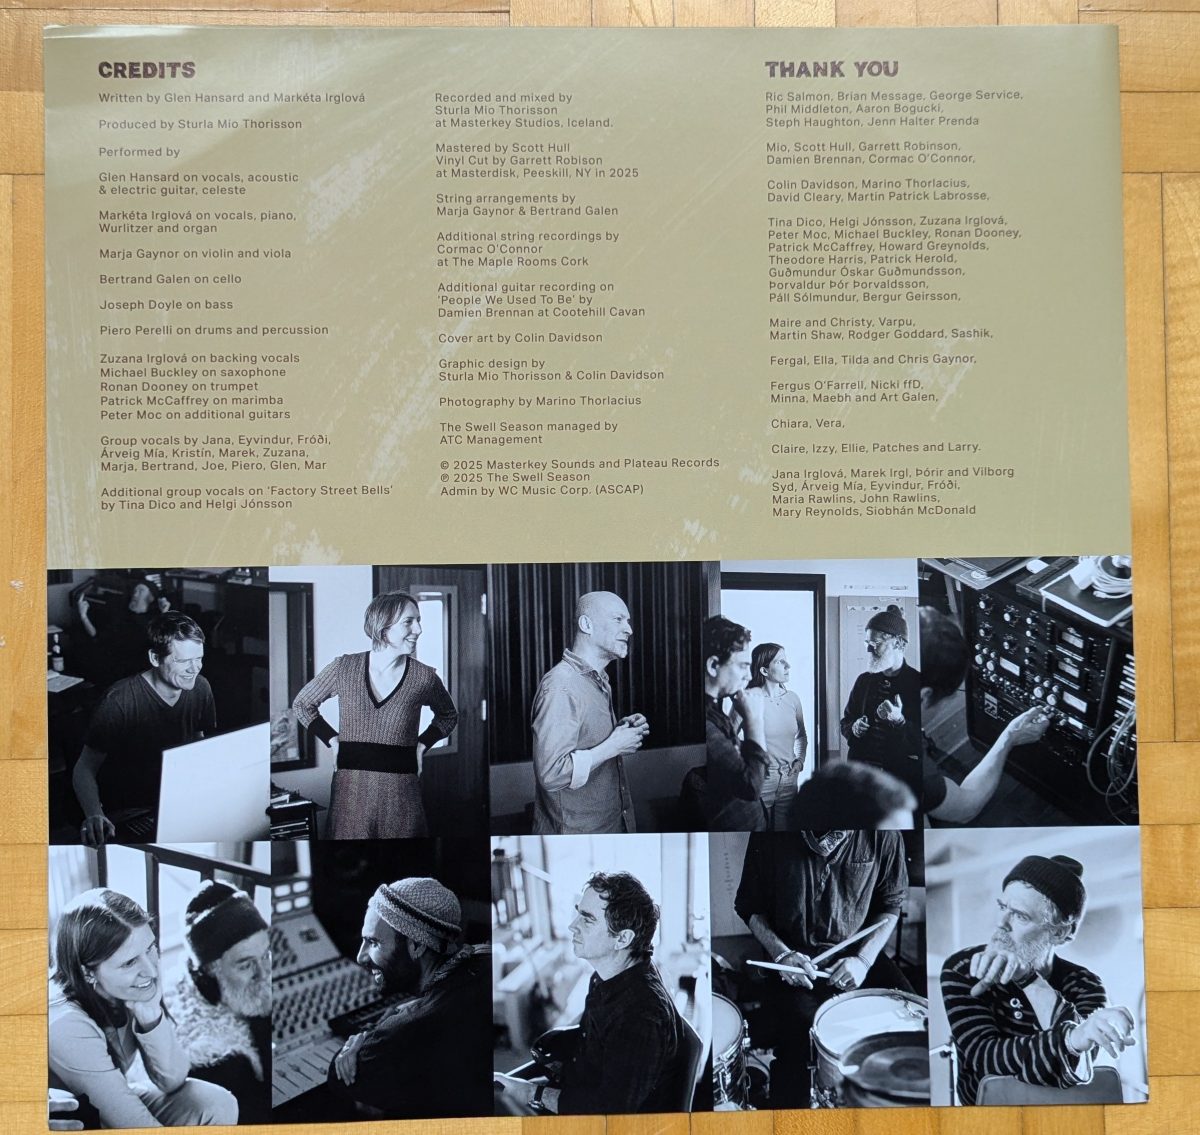 CREDITS
Written by Glen Hansard and Markéta Irglová
Produced by Sturla Mio Thorisson
Performed by
Glen Hansard on vocals, acoustic
& electric guitar, celeste
Markéta Irglová on vocals, piano,
Wurlitzer and organ
Marja Gaynor on violin and viola
Bertrand Galen on cello
Joseph Doyle on bass
Piero Perelli on drums and percussion
Zuzana Irglová on backing vocals
Michael Buckley on saxophone
Ronan Dooney on trumpet
Patrick McCaffrey on marimba
Peter Moc on additional guitars
Group vocals by Jana, Eyvindur, Fróði,
Árveig Mía, Kristín, Marek, Zuzana,
Marja, Bertrand, Joe, Piero, Glen, Mar
Additional group vocals on 'Factory Street Bells'
by Tina Dico and Helgi Jónsson
Recorded and mixed by
Sturla Mio Thorisson
at Masterkey Studios, Iceland.
Mastered by Scott Hull
Vinyl Cut by Garrett Robison
at Masterdisk, Peeskill, NY in 2025
String arrangements by
Marja Gaynor & Bertrand Galen
Additional string recordings by
Cormac O'Connor
at The Maple Rooms Cork
Additional guitar recording on
'People We Used To Be' by
Damien Brennan at Cootehill Cavan
Cover art by Colin Davidson
Graphic design by
Sturla Mio Thorisson & Colin Davidson
Photography by Marino Thorlacius
The Swell Season managed by
ATC Management
© 2025 Masterkey Sounds and Plateau Records
℗ 2025 The Swell Season
Admin by WC Music Corp. (ASCAP)
THANK YOU
Ric Salmon, Brian Message, George Service,
Phil Middleton, Aaron Bogucki,
Steph Haughton, Jenn Halter Prenda
Mio, Scott Hull, Garrett Robinson,
Damien Brennan, Cormac O'Connor,
Colin Davidson, Marino Thorlacius,
David Cleary, Martin Patrick Labrosse,
Tina Dico, Helgi Jónsson, Zuzana Irglová,
Peter Moc, Michael Buckley, Ronan Dooney,
Patrick McCaffrey, Howard Greynolds,
Theodore Harris, Patrick Herold,
Guðmundur Óskar Guðmundsson,
Þorvaldur Þór Þorvaldsson,
Páll Sólmundur, Bergur Geirsson,
Maire and Christy, Varpu,
Martin Shaw, Rodger Goddard, Sashik,
Fergal, Ella, Tilda and Chris Gaynor,
Fergus O'Farrell, Nicki ffD,
Minna, Maebh and Art Galen,
Chiara, Vera,
Claire, Izzy, Ellie, Patches and Larry.
Jana Irglová, Marek Irgl, Þórir and Vilborg
Syd, Árveig Mía, Eyvindur, Fróði,
Maria Rawlins, John Rawlins,
Mary Reynolds, Siobhán McDonald